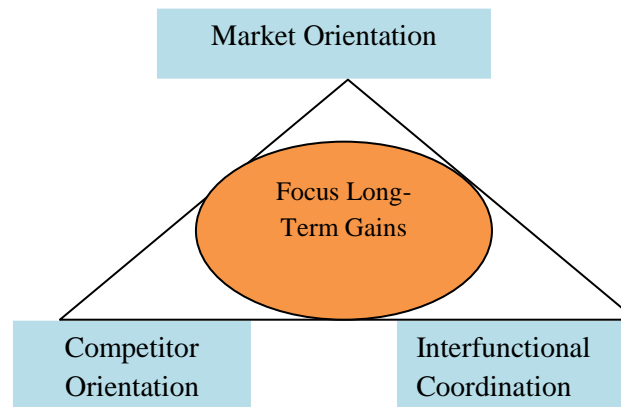 Market Orientation
Focus Long-
Term Gains
Competitor
Orientation
Interfunctional
Coordination